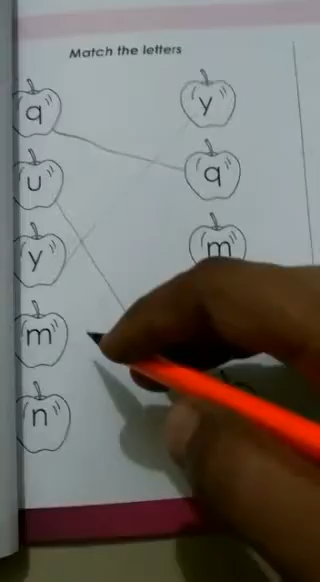 Match the letters
q y
u q
y m
m
n